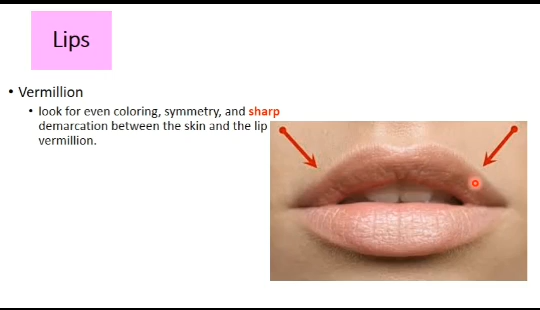 Lips
• Vermillion
• look for even coloring, symmetry, and sharp
demarcation between the skin and the lip
vermillion.